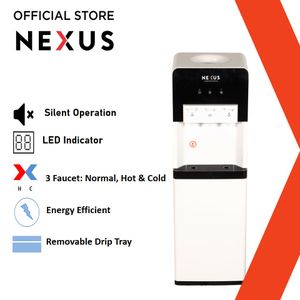 OFFICIAL STORE
NEXUS
NEXUS
Silent Operation
LED Indicator
H C
3 Faucet: Normal, Hot & Cold
Energy Efficient
Removable Drip Tray